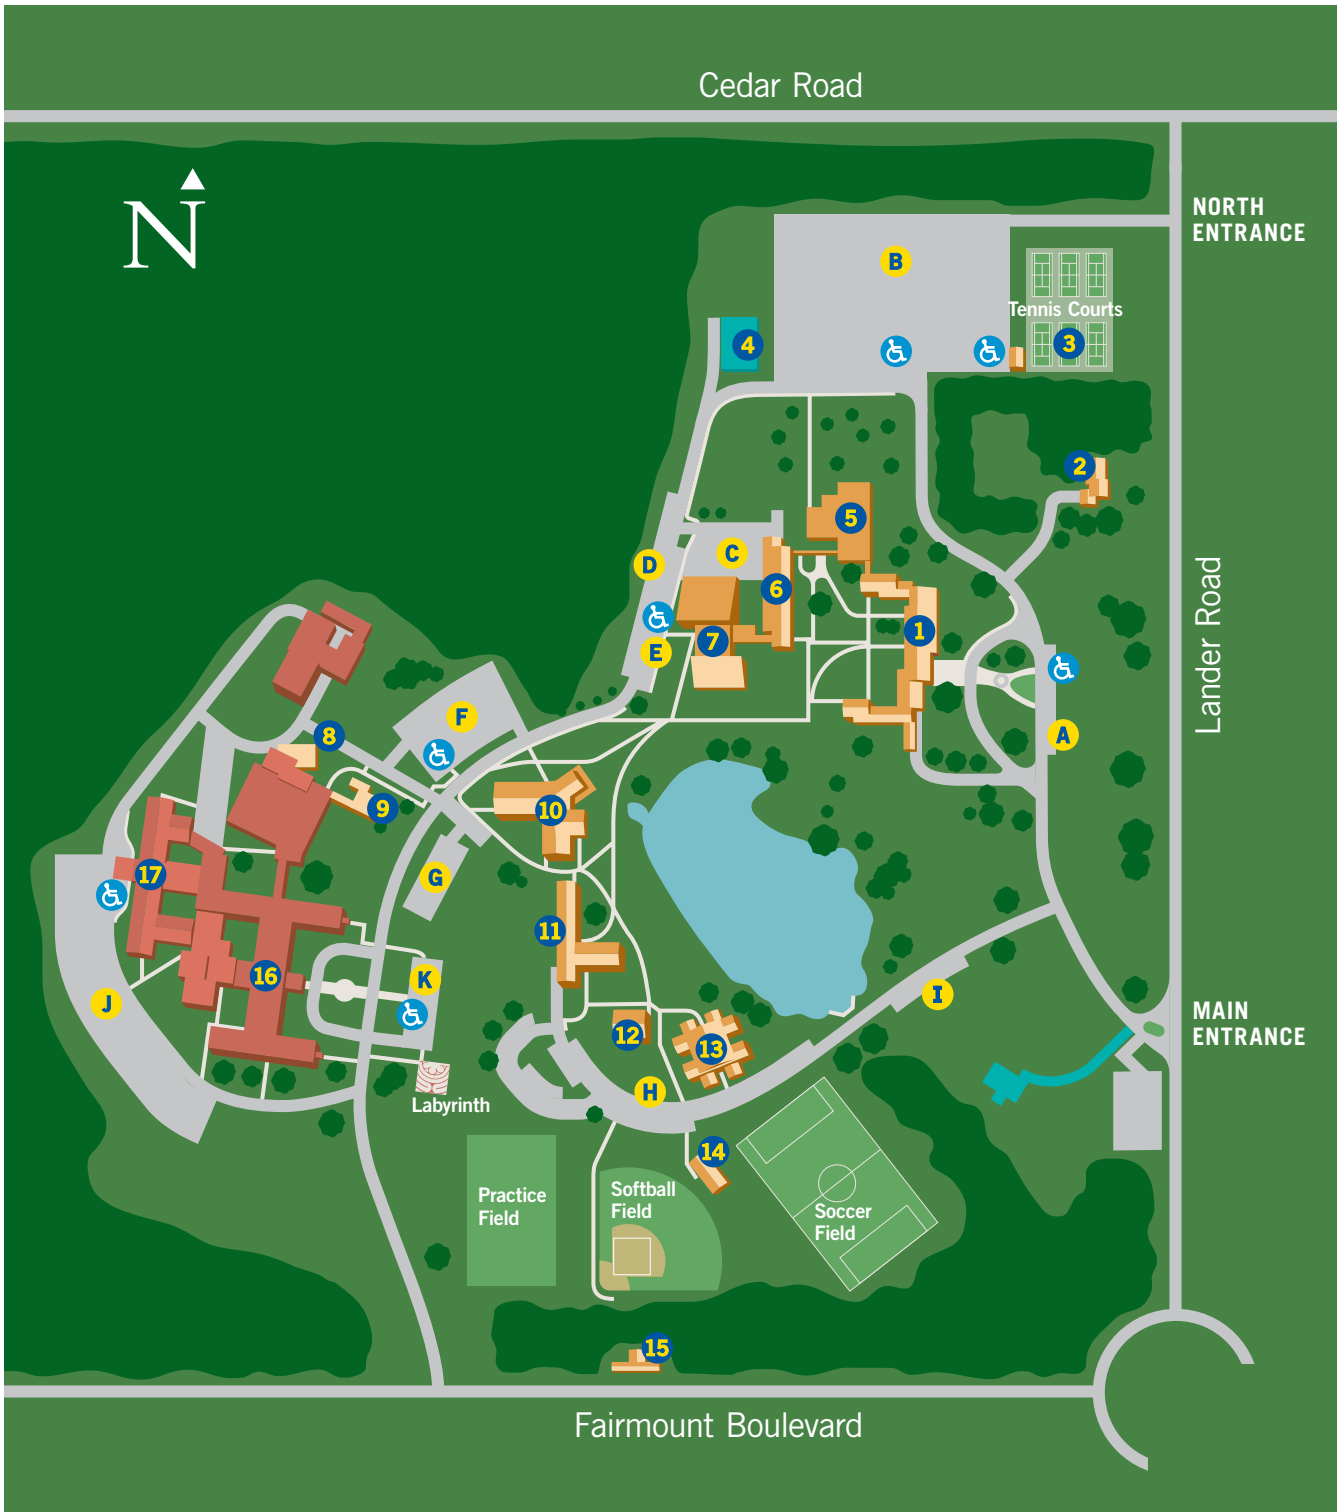 Cedar Road
N
NORTH
ENTRANCE
B
Tennis Courts
4
3
2
5
C
D
6
1
7
E
Lander Road
F
8
A
9
10
17
G
11
16
K
J
I
MAIN
ENTRANCE
12
13
H
Labyrinth
14
Practice
Field
Softball
Field
Soccer
Field
15
Fairmount Boulevard